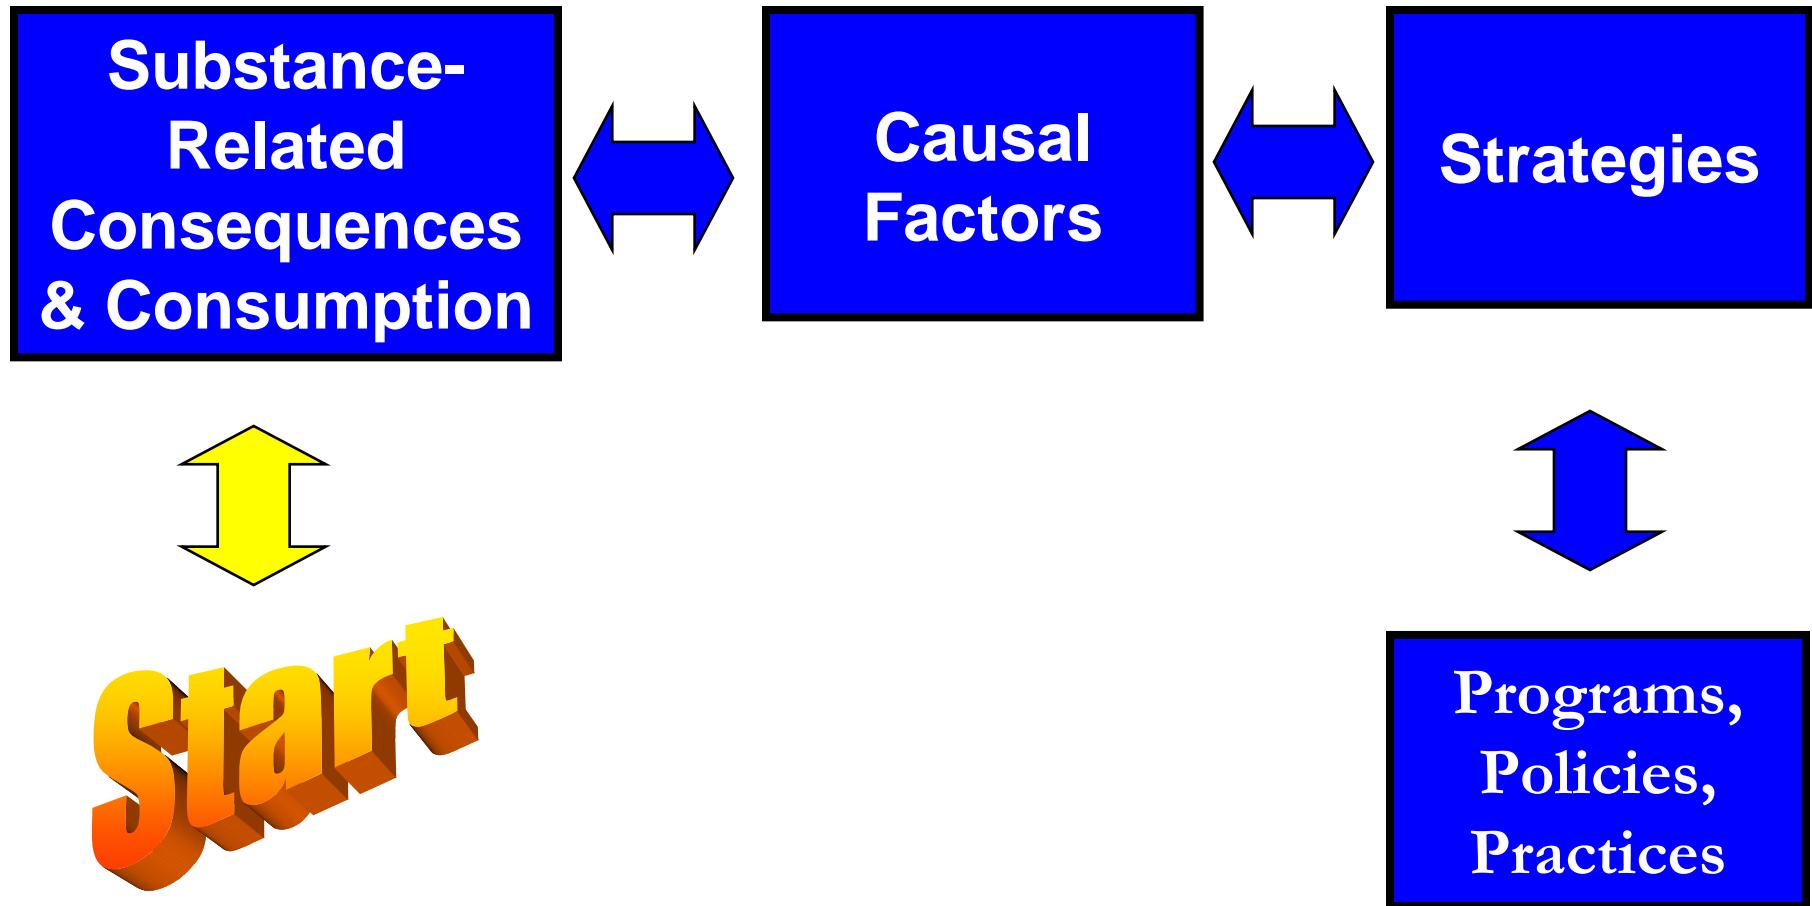 Substance-
Related
Consequences
& Consumption
Causal
Factors
Strategies
Start
Programs,
Policies,
Practices